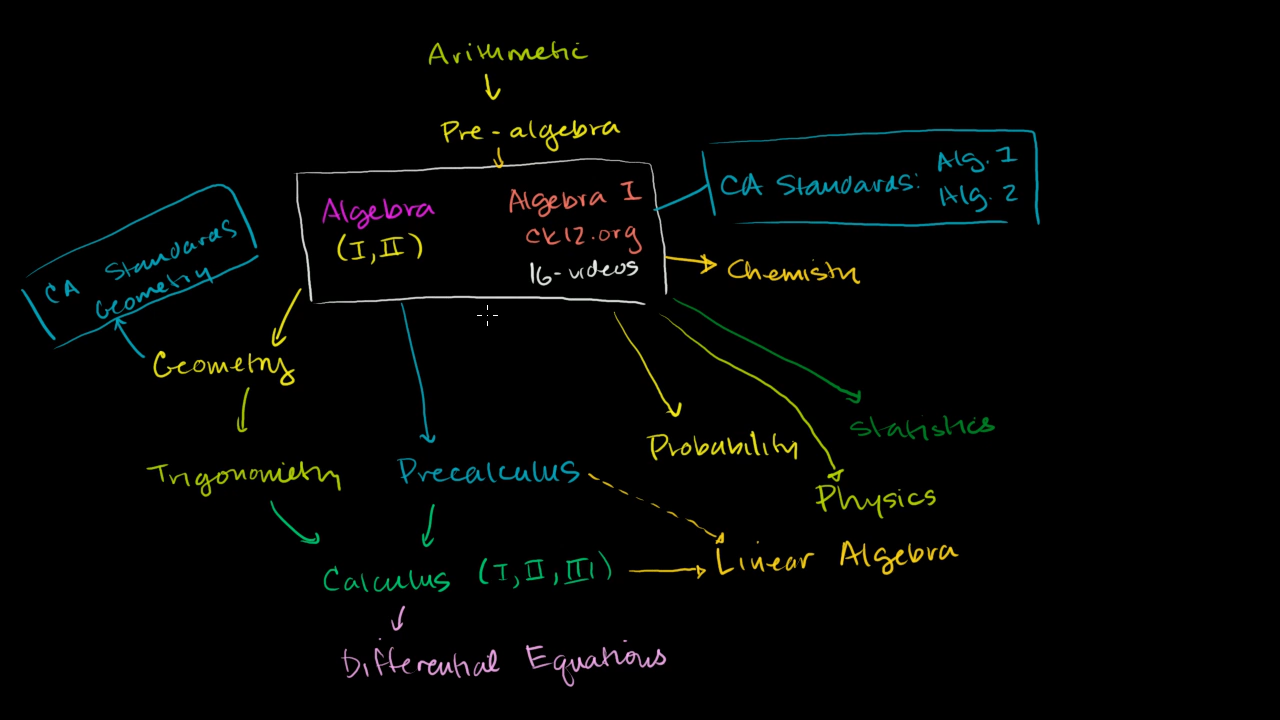 Arithmetic
Pre-algebra
Algebra
(I, II)
Algebra I
ck12.org
16-videos
CA Standards:
Alg. 1
Alg. 2
Chemistry
CA Standards
Geometry
Geometry
Trigonometry
Precalculus
Probability
Statistics
Physics
Linear Algebra
Calculus (I, II, III)
Differential Equations